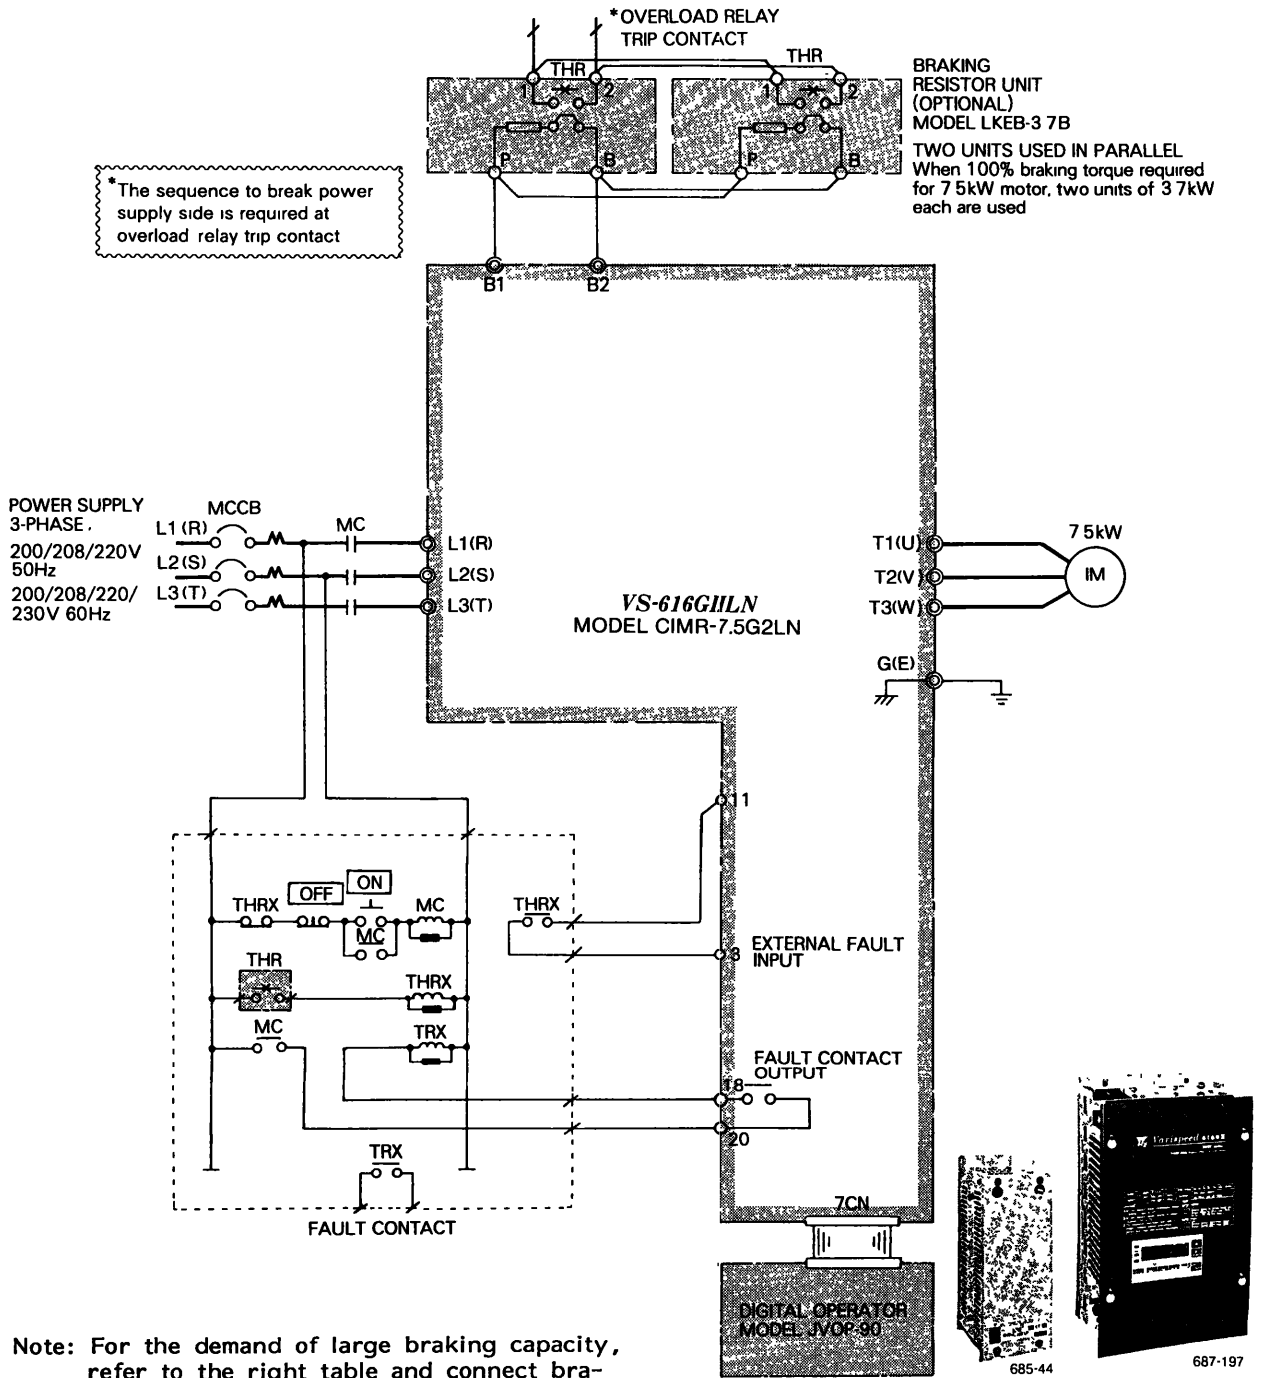 *OVERLOAD RELAY
TRIP CONTACT
THR
THR
1
2
1
2
P
B
P
B
BRAKING
RESISTOR UNIT
(OPTIONAL)
MODEL LKEB-3 7B
TWO UNITS USED IN PARALLEL
When 100% braking torque required
for 7 5kW motor, two units of 3 7kW
each are used
*The sequence to break power
supply side is required at
overload relay trip contact
B1
B2
POWER SUPPLY
3-PHASE
200/208/220V
50Hz
200/208/220/
230V 60Hz
MCCB
L1(R)
L2(S)
L3(T)
MC
L1(R)
L2(S)
L3(T)
VS-616GIILN
MODEL CIMR-7.5G2LN
T1(U)
T2(V)
T3(W)
7 5kW
IM
G(E)
11
THRX
OFF
ON
MC
MC
THRX
3
EXTERNAL FAULT
INPUT
THR
THRX
MC
TRX
FAULT CONTACT
OUTPUT
18
20
TRX
FAULT CONTACT
7CN
DIGITAL OPERATOR
MODEL JVOP-90
Varispeed
685-44
687-197
Note: For the demand of large braking capacity,
refer to the right table and connect bra-